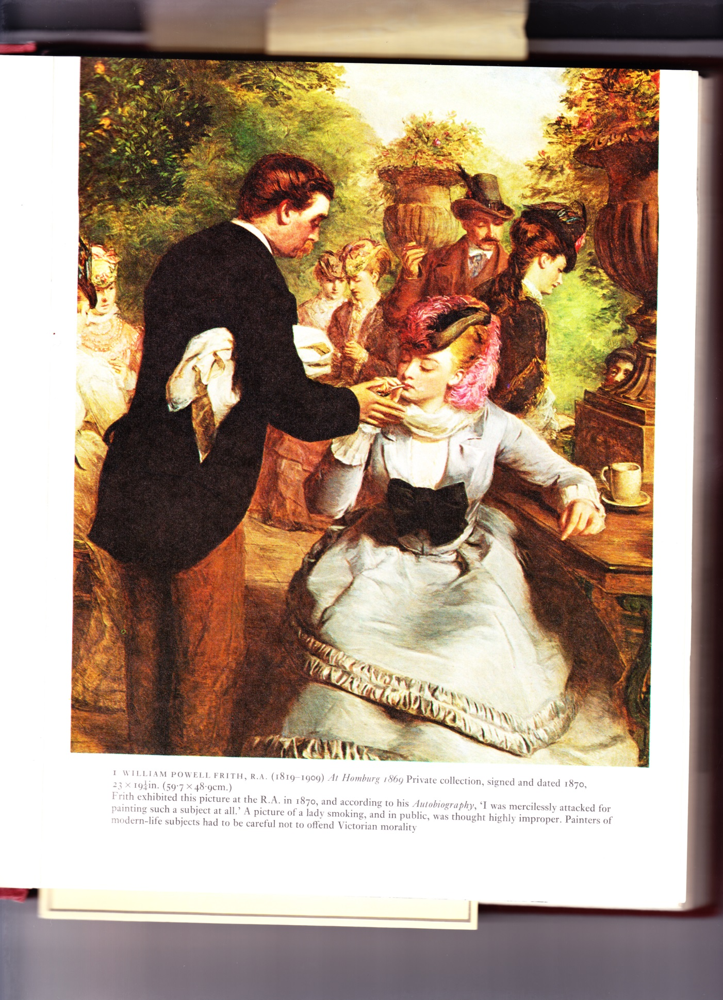 1 WILLIAM POWELL FRITH, R.A. (1819–1909) At Homburg 1869 Private collection, signed and dated 1870,
23 × 19¼in. (59·7 × 48·9cm.)
Frith exhibited this picture at the R.A. in 1870, and according to his Autobiography, ‘I was mercilessly attacked for
painting such a subject at all.’ A picture of a lady smoking, and in public, was thought highly improper. Painters of
modern-life subjects had to be careful not to offend Victorian morality